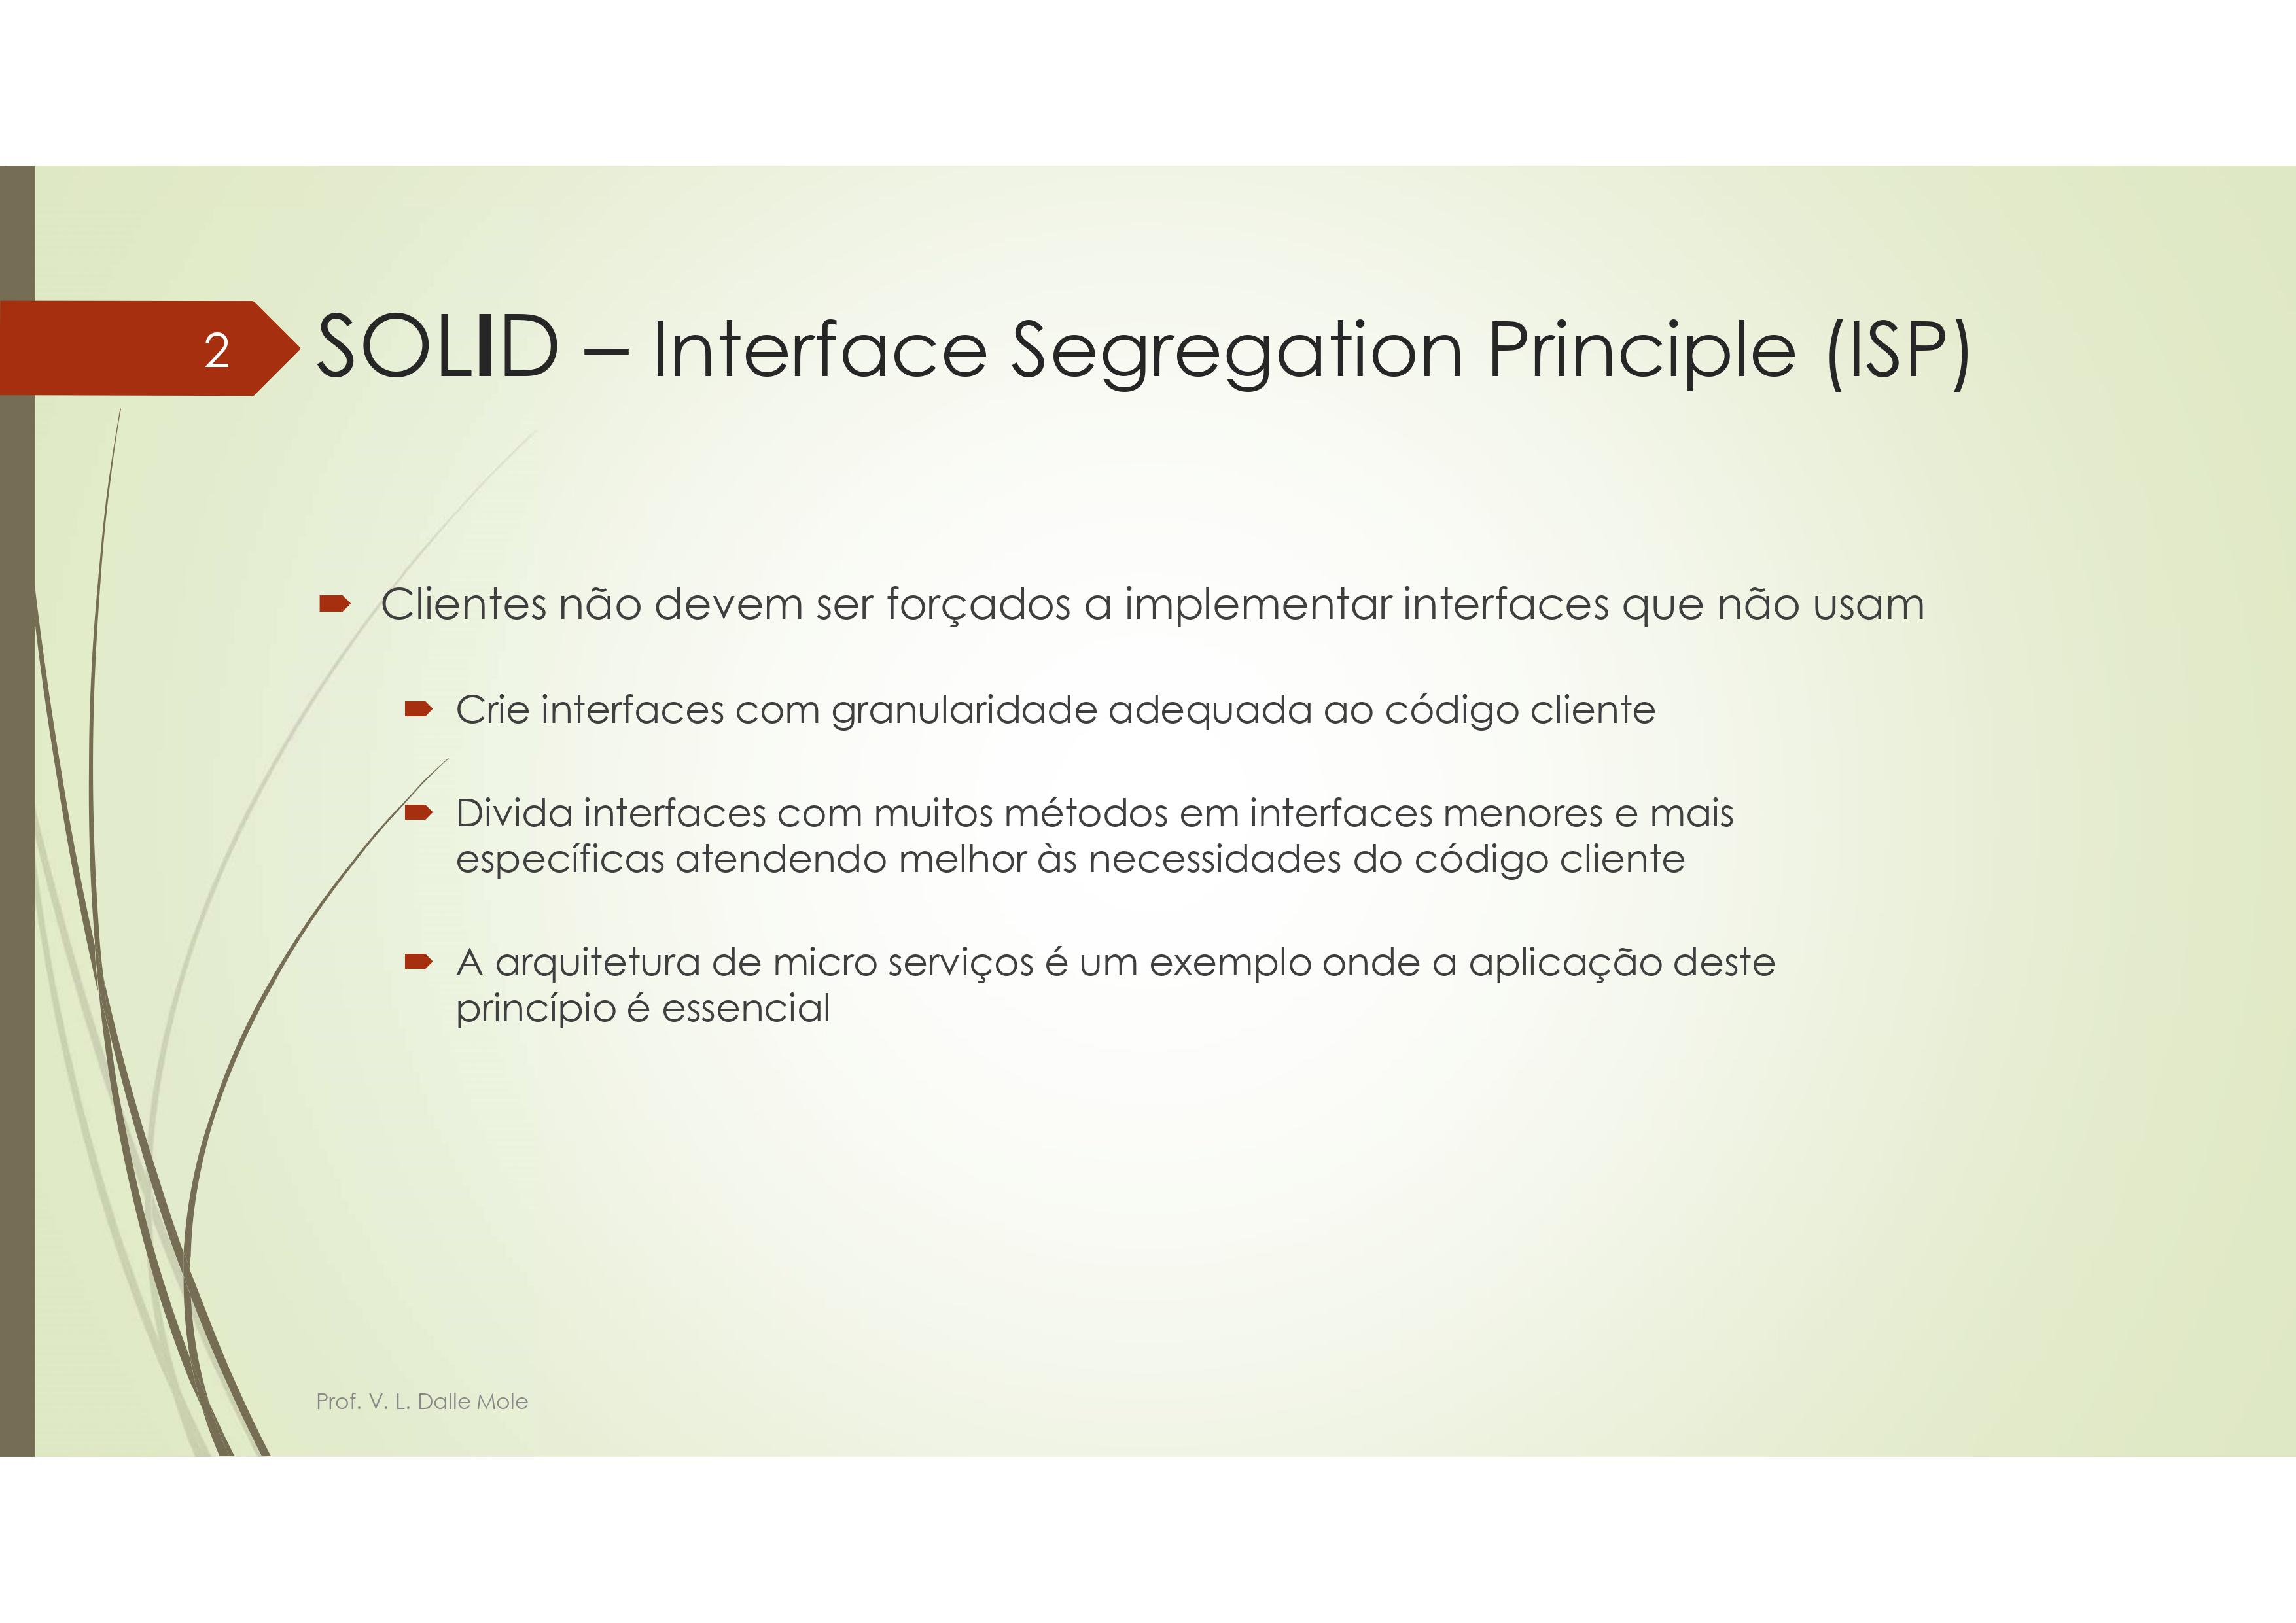 2
SOLID – Interface Segregation Principle (ISP)
Clientes não devem ser forçados a implementar interfaces que não usam
Crie interfaces com granularidade adequada ao código cliente
Divida interfaces com muitos métodos em interfaces menores e mais
específicas atendendo melhor às necessidades do código cliente
A arquitetura de micro serviços é um exemplo onde a aplicação deste
princípio é essencial
Prof. V. L. Dalle Mole